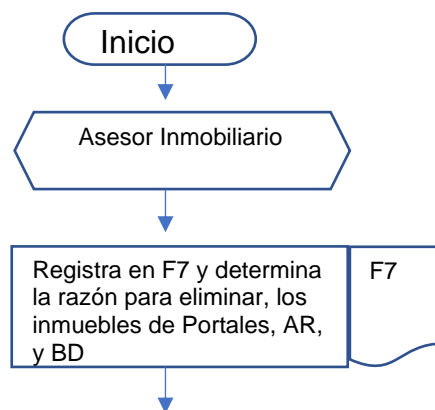 Inicio
Asesor Inmobiliario
Registra en F7 y determina
la razón para eliminar, los
inmuebles de Portales, AR,
y BD
F7